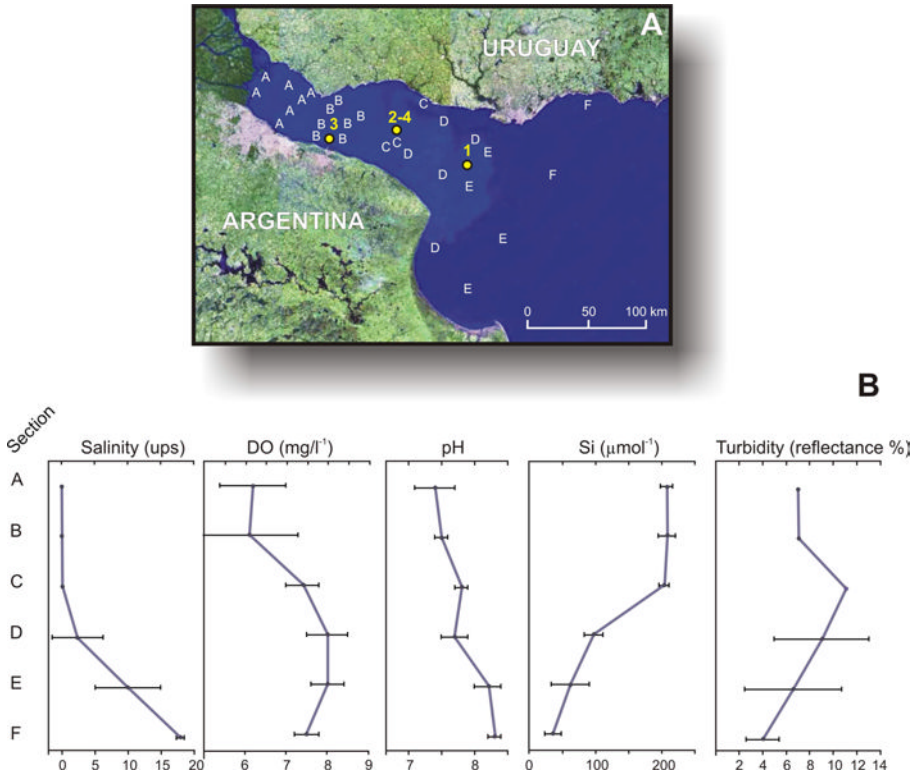 A
URUGUAY
A
A
A
A
A
A
A
A
B
B
B
B
B
B
B
B
3
2-4
C
C
C
D
D
D
D
D
1
E
E
E
E
F
F
ARGENTINA
0 50 100 km
B
Section
Salinity (ups) DO (mg/l⁻¹) pH Si (μmol⁻¹) Turbidity (reflectance %)
A
B
C
D
E
F
0 5 10 15 20 5 6 7 8 9 7 8 0 100 200 0 2 4 6 8 10 12 14